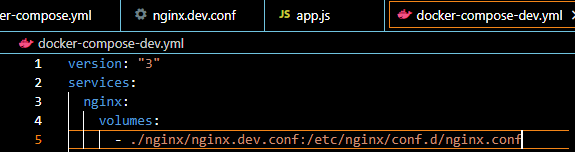 cker-compose.yml nginx.dev.conf JS app.js docker-compose-dev.yml
docker-compose-dev.yml
1 version: "3"
2 services:
3 nginx:
4 volumes:
5 - ./nginx/nginx.dev.conf:/etc/nginx/conf.d/nginx.conf